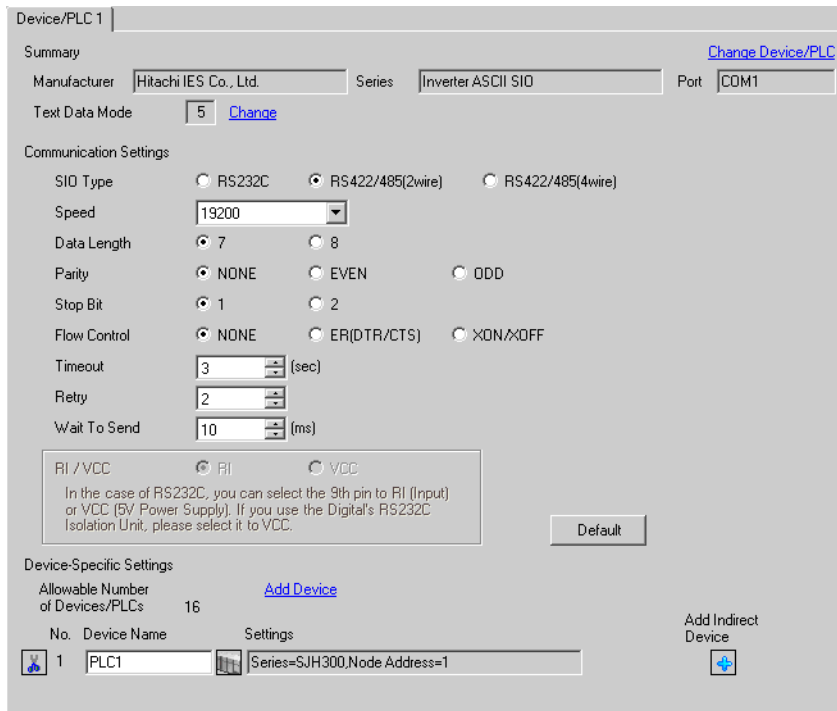 Device/PLC 1
Summary
Change Device/PLC
Manufacturer Hitachi IES Co., Ltd. Series Inverter ASCII SIO Port COM1
Text Data Mode 5 Change
Communication Settings
SIO Type RS232C RS422/485(2wire) RS422/485(4wire)
Speed 19200
Data Length 7 8
Parity NONE EVEN ODD
Stop Bit 1 2
Flow Control NONE ER(DTR/CTS) XON/XOFF
Timeout 3 (sec)
Retry 2
Wait To Send 10 (ms)
RI / VCC RI VCC
In the case of RS232C, you can select the 9th pin to RI (Input)
or VCC (5V Power Supply). If you use the Digital's RS232C
Isolation Unit, please select it to VCC.
Default
Device-Specific Settings
Allowable Number
of Devices/PLCs 16
Add Device
Add Indirect
Device
No. Device Name Settings
1 PLC1 Series=SJH300,Node Address=1